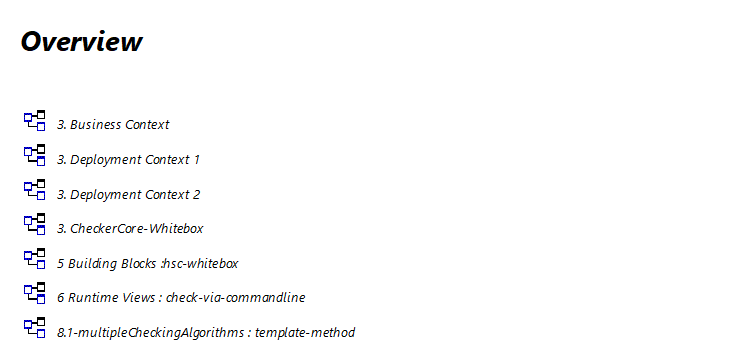 Overview
3. Business Context
3. Deployment Context 1
3. Deployment Context 2
3. CheckerCore-Whitebox
5 Building Blocks :hsc-whitebox
6 Runtime Views : check-via-commandline
8.1-multipleCheckingAlgorithms : template-method